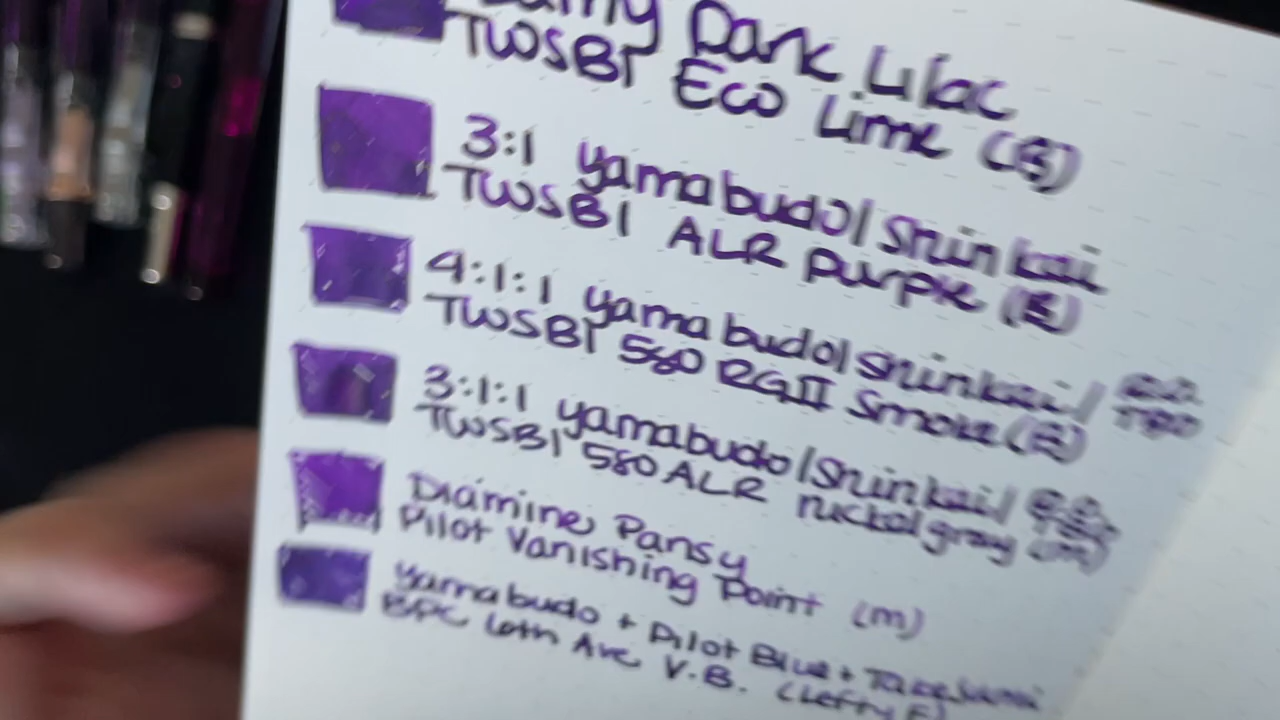 Dark Lilac
TWSBI Eco Lime (B)
3:1 yamabudo/Shinkai
TWSBI ALR purple (B)
4:1:1 yamabudo/Shinkai/
TWSBI 580 RGII Smoke (B)
3:1:1 yamabudo/Shinkai/
TWSBI 580 ALR nickel gray (m)
Diamine Pansy
Pilot Vanishing Point (m)
Yamabudo + Pilot Blue +
BPC V.B. (Lefty F)